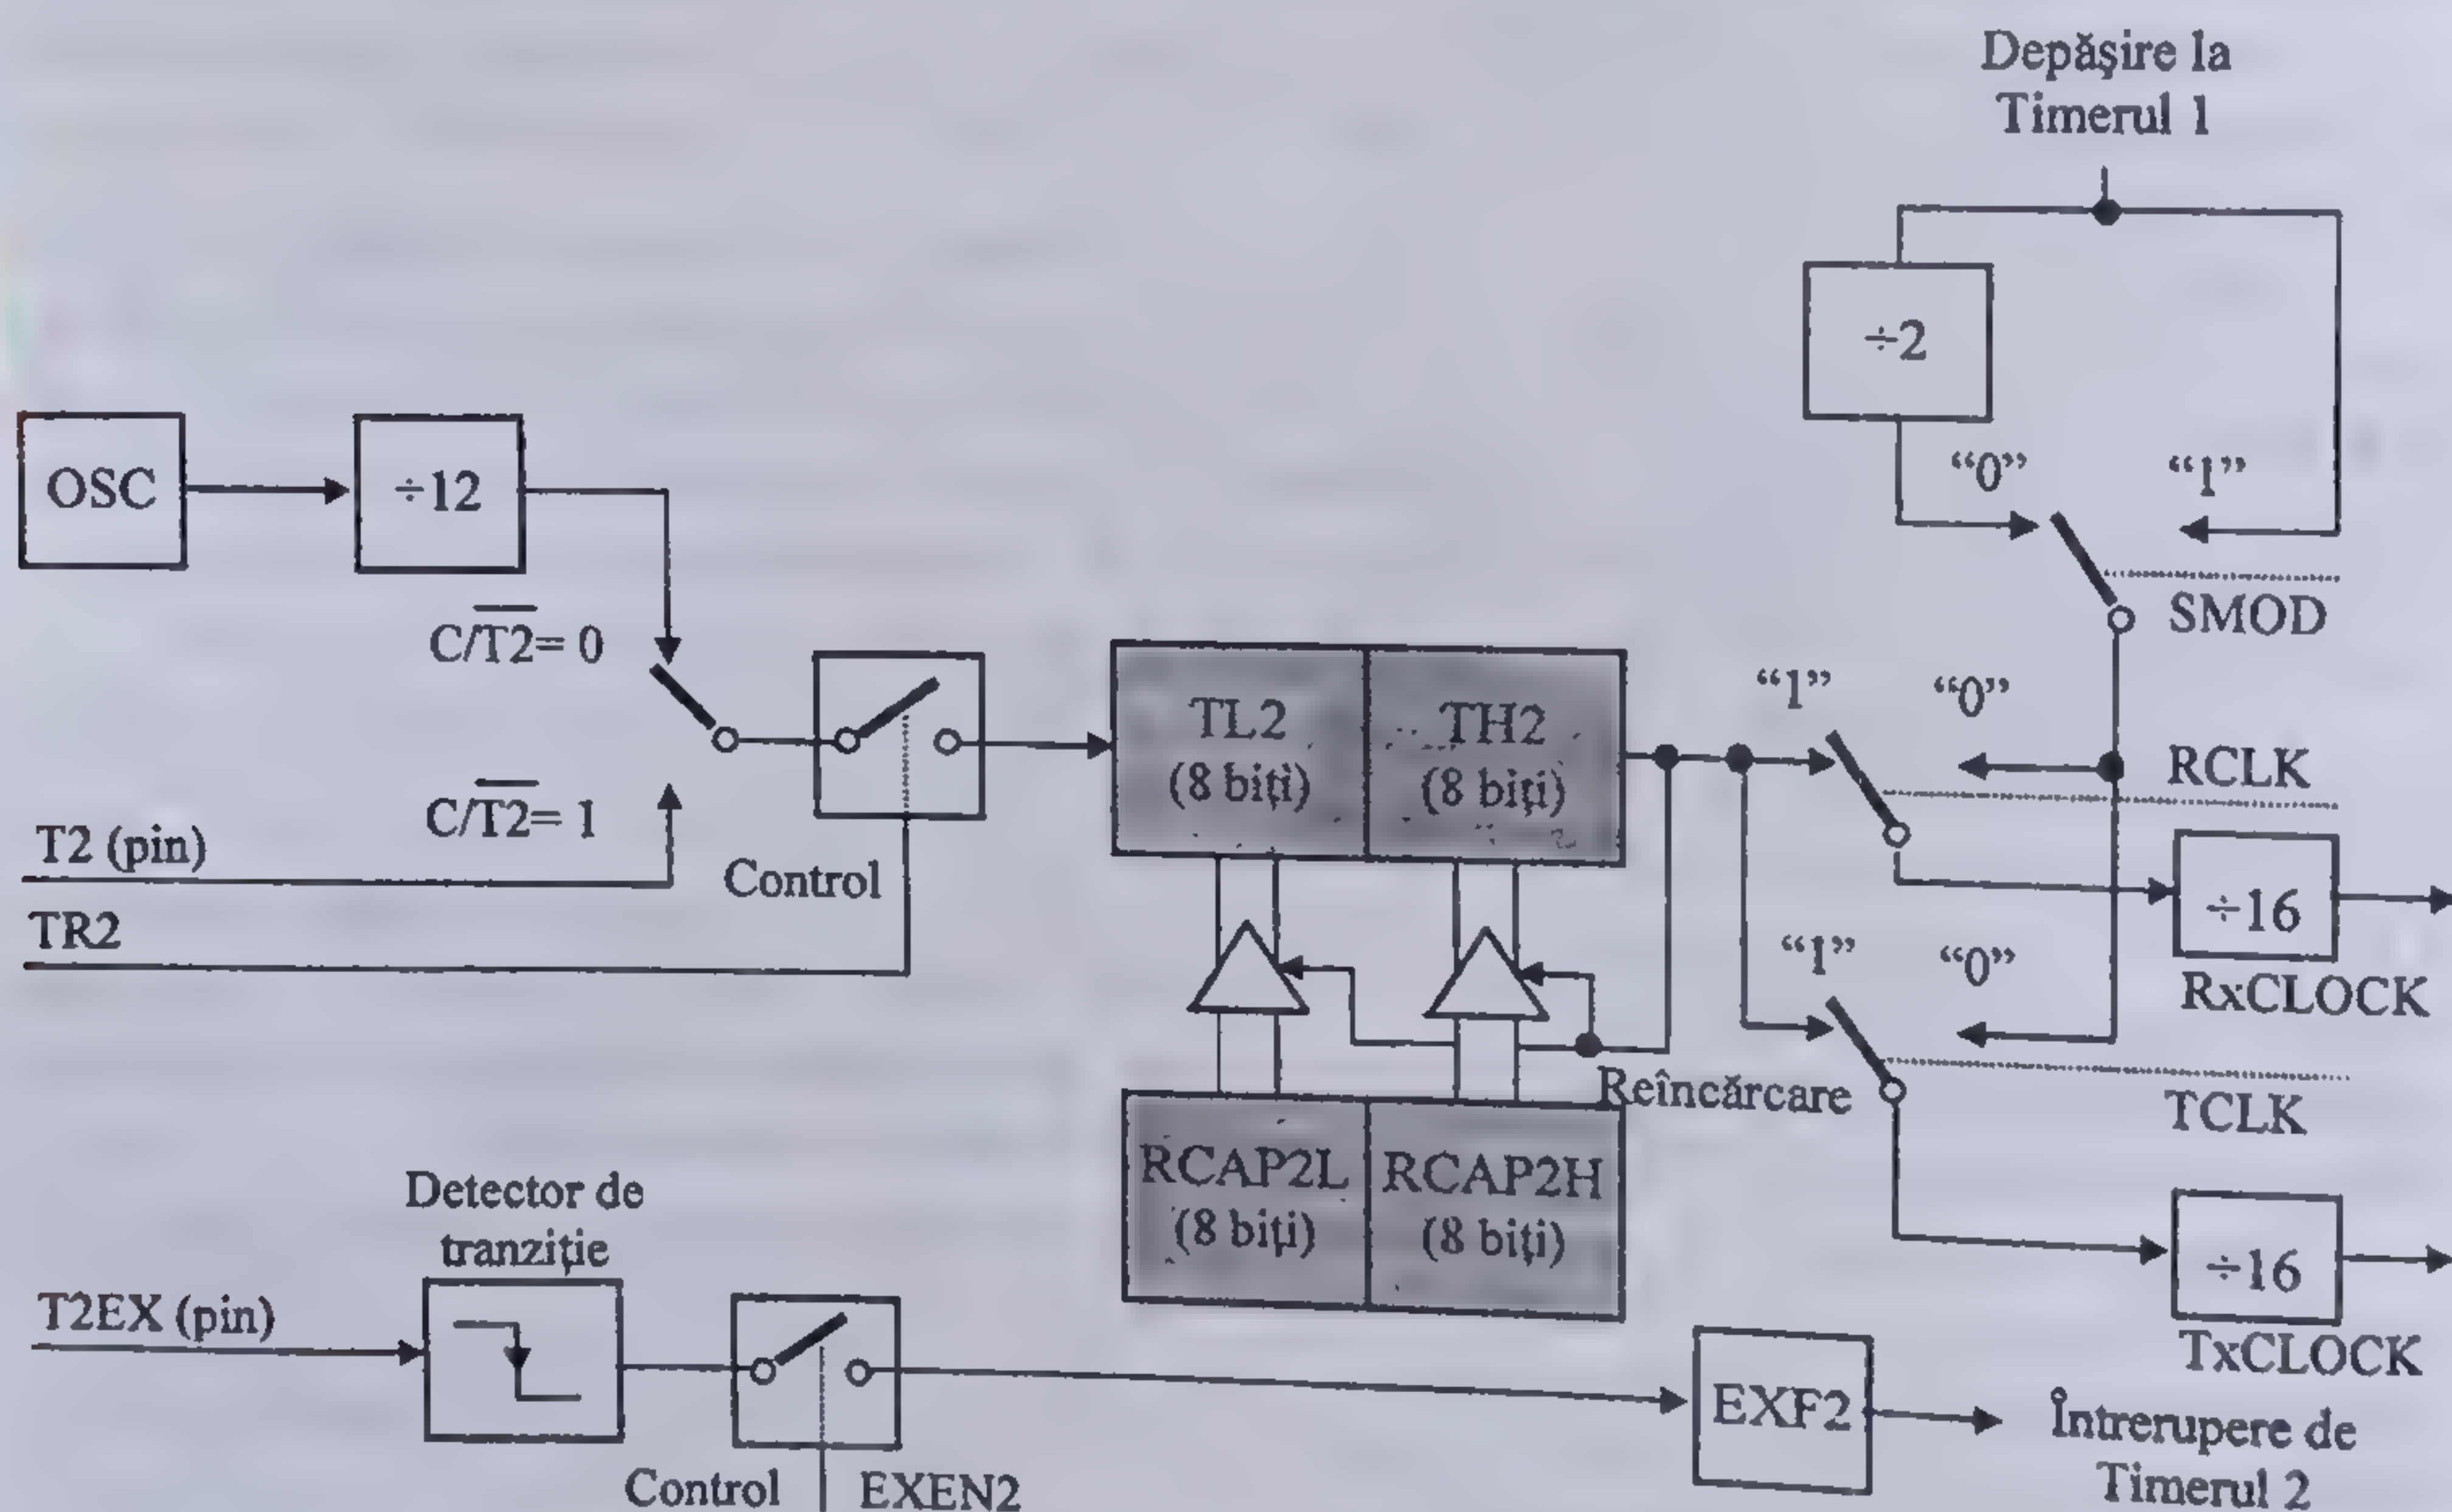 Depăşire la
Timerul 1
÷2
“0” “1”
OSC
÷12
SMOD
C/T2= 0
“1” “0”
TL2
(8 biţi)
TH2
(8 biţi)
RCLK
C/T2= 1
T2 (pin)
Control
TR2
÷16
RxCLOCK
“1” “0”
Reîncărcare
TCLK
RCAP2L
(8 biţi)
RCAP2H
(8 biţi)
Detector de
tranziţie
÷16
TxCLOCK
T2EX (pin)
EXF2
Întrerupere de
Timerul 2
Control
EXEN2